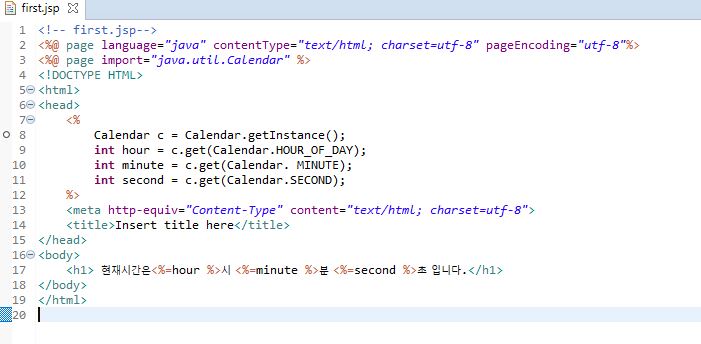 first.jsp
1 <!-- first.jsp-->
2 <%@ page language="java" contentType="text/html; charset=utf-8" pageEncoding="utf-8"%>
3 <%@ page import="java.util.Calendar" %>
4 <!DOCTYPE HTML>
5 <html>
6 <head>
7     <%
8         Calendar c = Calendar.getInstance();
9         int hour = c.get(Calendar.HOUR_OF_DAY);
10         int minute = c.get(Calendar. MINUTE);
11         int second = c.get(Calendar.SECOND);
12     %>
13     <meta http-equiv="Content-Type" content="text/html; charset=utf-8">
14     <title>Insert title here</title>
15 </head>
16 <body>
17     <h1> 현재시간은<%=hour %>시 <%=minute %>분 <%=second %>초 입니다.</h1>
18 </body>
19 </html>
20